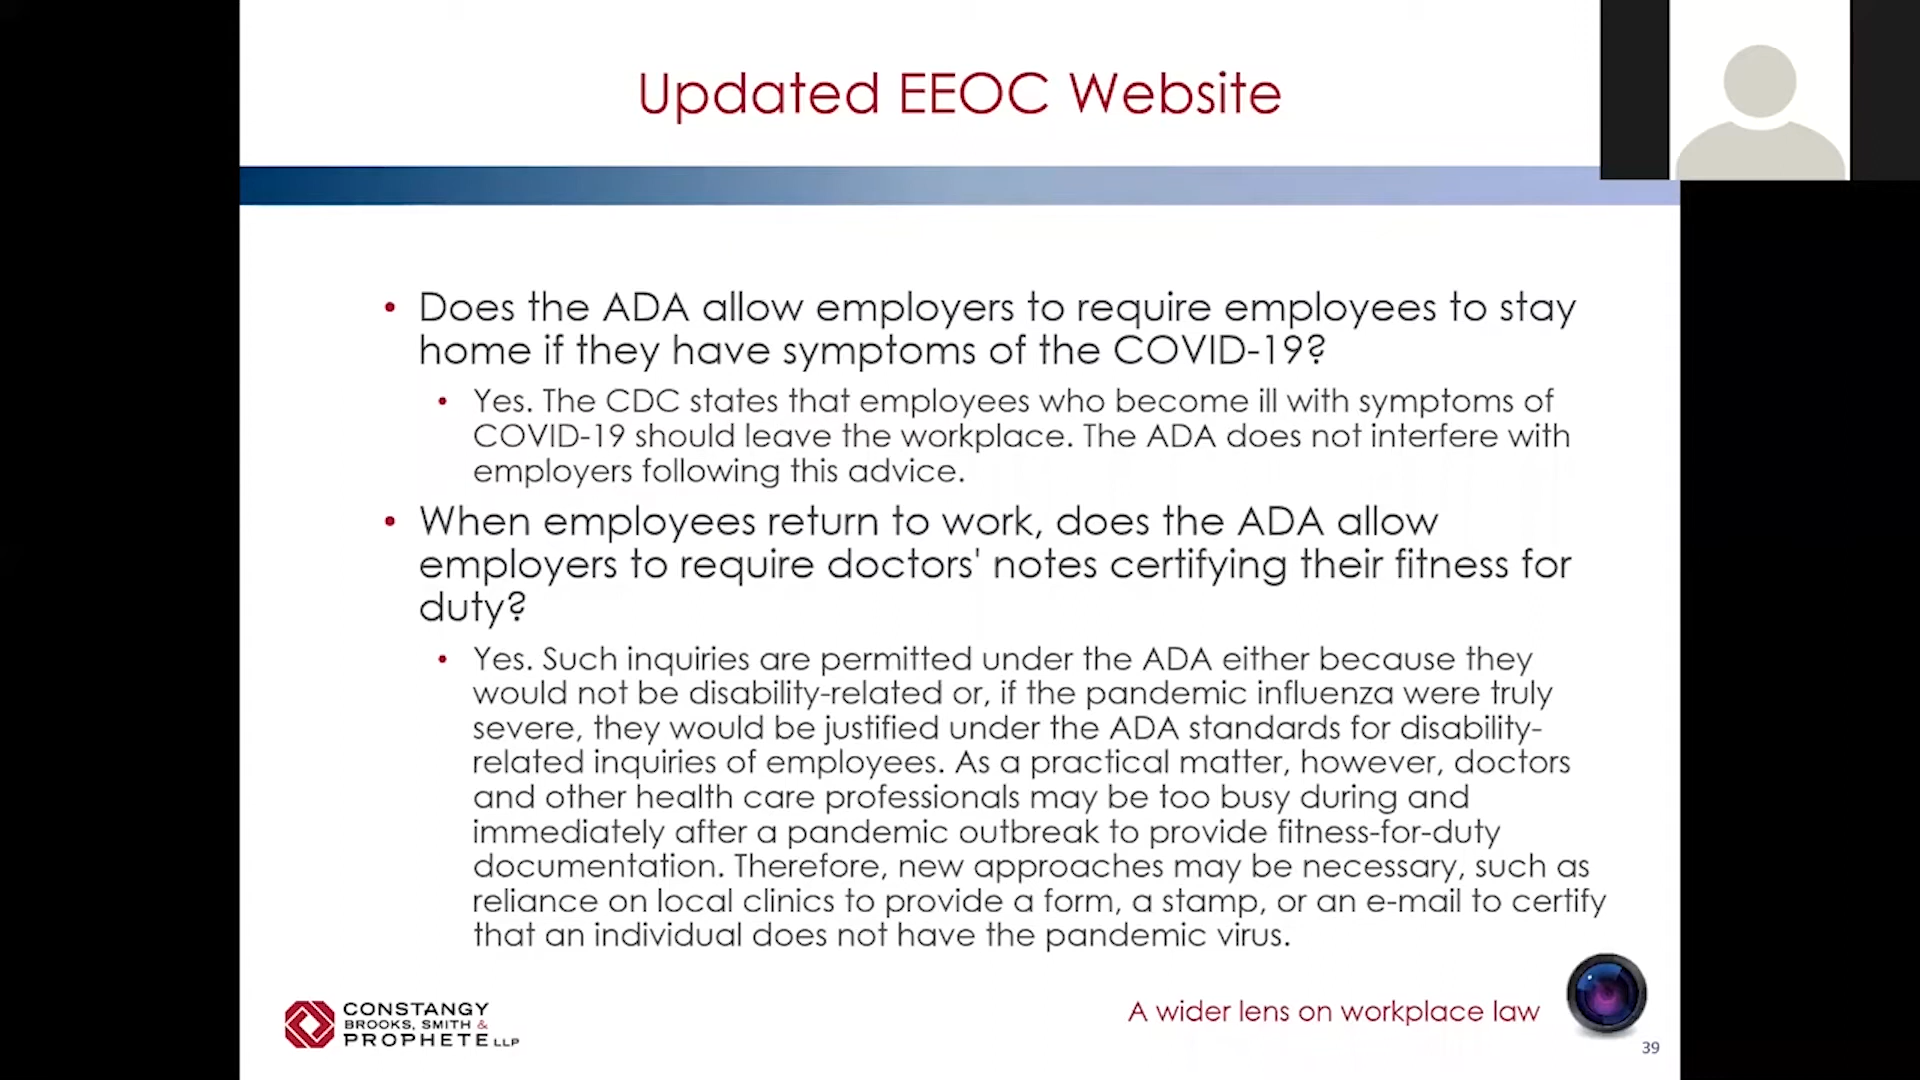 Updated EEOC Website
• Does the ADA allow employers to require employees to stay
home if they have symptoms of the COVID-19?
• Yes. The CDC states that employees who become ill with symptoms of
COVID-19 should leave the workplace. The ADA does not interfere with
employers following this advice.
• When employees return to work, does the ADA allow
employers to require doctors' notes certifying their fitness for
duty?
• Yes. Such inquiries are permitted under the ADA either because they
would not be disability-related or, if the pandemic influenza were truly
severe, they would be justified under the ADA standards for disability-
related inquiries of employees. As a practical matter, however, doctors
and other health care professionals may be too busy during and
immediately after a pandemic outbreak to provide fitness-for-duty
documentation. Therefore, new approaches may be necessary, such as
reliance on local clinics to provide a form, a stamp, or an e-mail to certify
that an individual does not have the pandemic virus.
CONSTANGY
BROOKS, SMITH &
PROPHETE LLP
A wider lens on workplace law
39